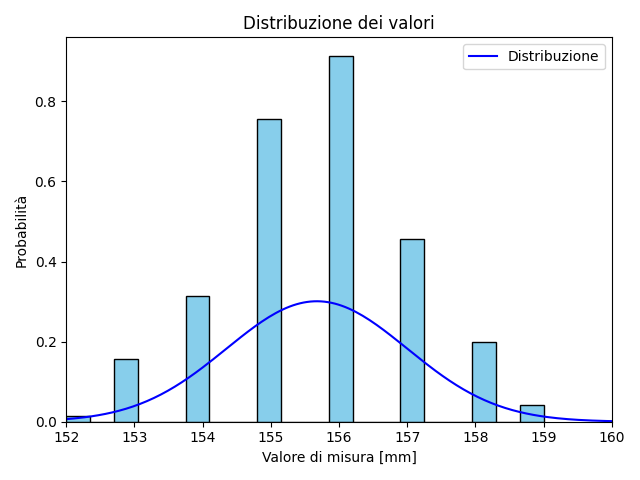 Distribuzione dei valori
Distribuzione
Probabilità
0.8
0.6
0.4
0.2
0.0
152 153 154 155 156 157 158 159 160
Valore di misura [mm]